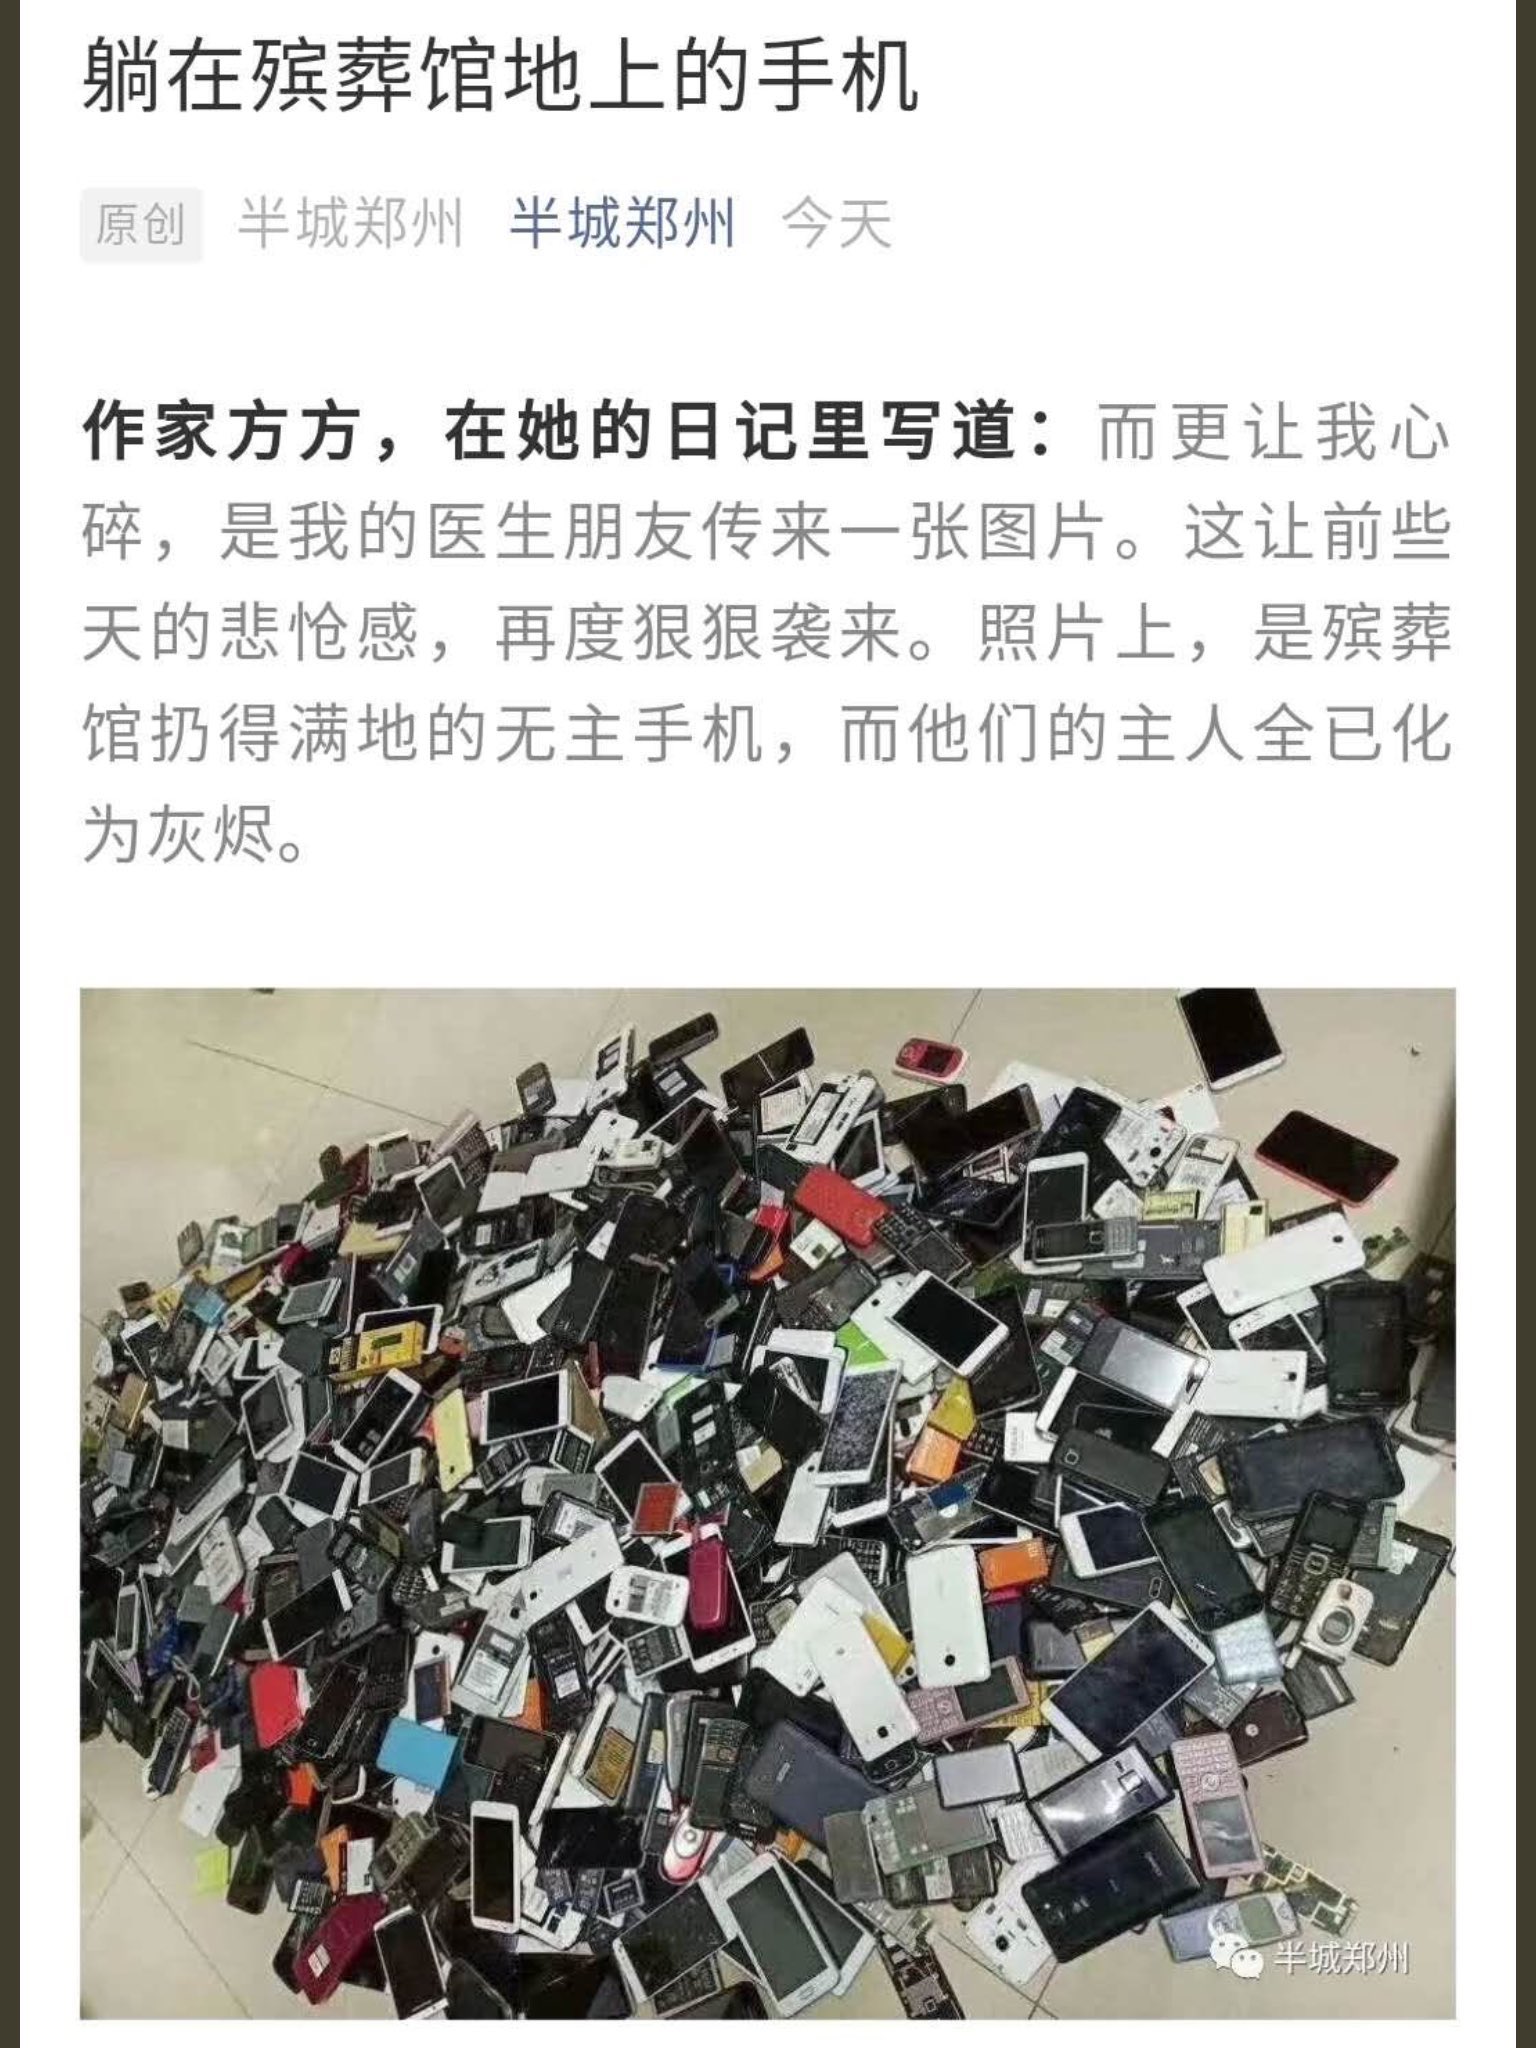 躺在殡葬馆地上的手机
原创 半城郑州 半城郑州 今天
作家方方，在她的日记里写道：而更让我心
碎，是我的医生朋友传来一张图片。这让前些
天的悲怆感，再度狠狠袭来。照片上，是殡葬
馆扔得满地的无主手机，而他们的主人全已化
为灰烬。
半城郑州